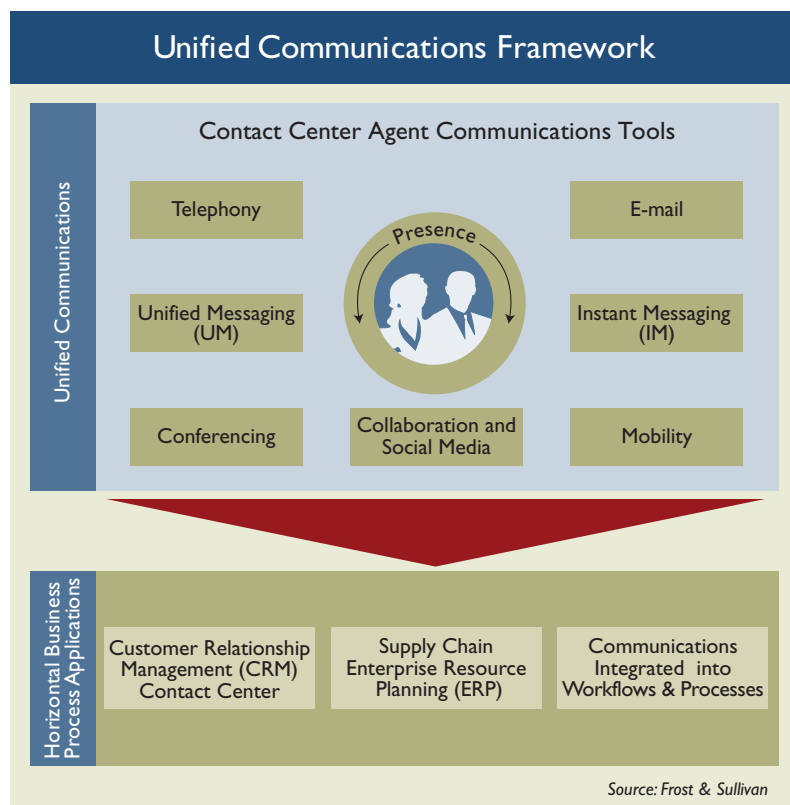 Unified Communications Framework
Unified Communications
Contact Center Agent Communications Tools
Telephony
E-mail
Presence
Unified Messaging
(UM)
Instant Messaging
(IM)
Conferencing
Collaboration and
Social Media
Mobility
Horizontal Business
Process Applications
Customer Relationship
Management (CRM)
Contact Center
Supply Chain
Enterprise Resource
Planning (ERP)
Communications
Integrated into
Workflows & Processes
Source: Frost & Sullivan